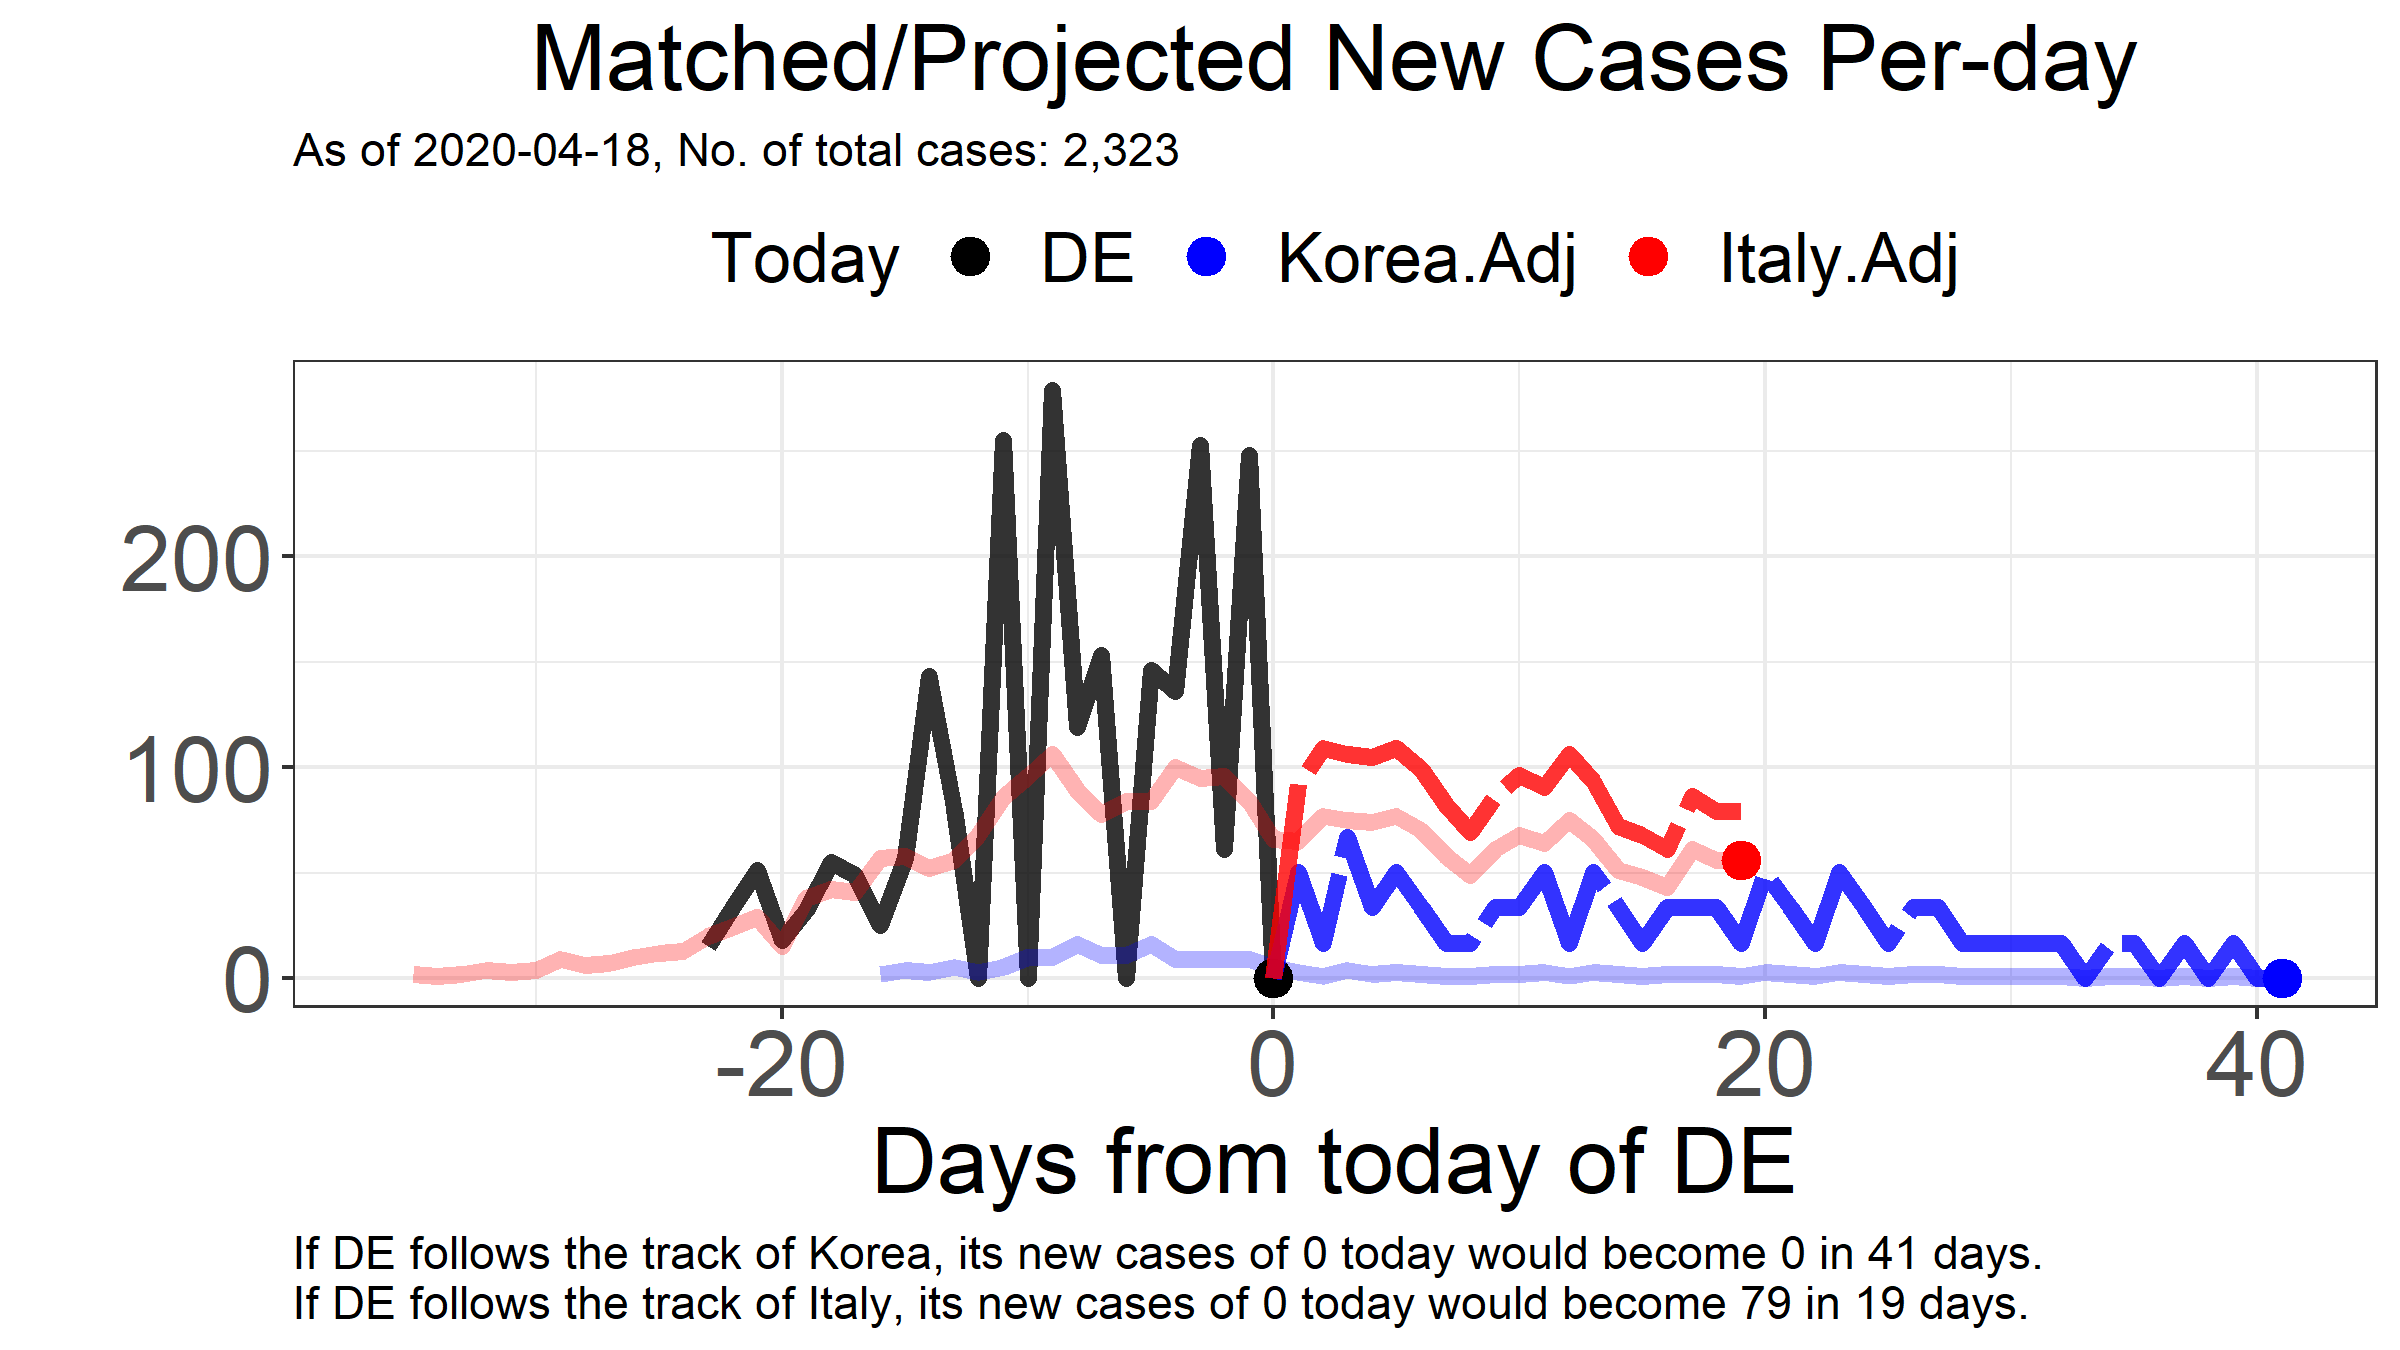 Matched/Projected New Cases Per-day
As of 2020-04-18, No. of total cases: 2,323
Today DE Korea.Adj Italy.Adj
200
100
0
-20 0 20 40
Days from today of DE
If DE follows the track of Korea, its new cases of 0 today would become 0 in 41 days.
If DE follows the track of Italy, its new cases of 0 today would become 79 in 19 days.